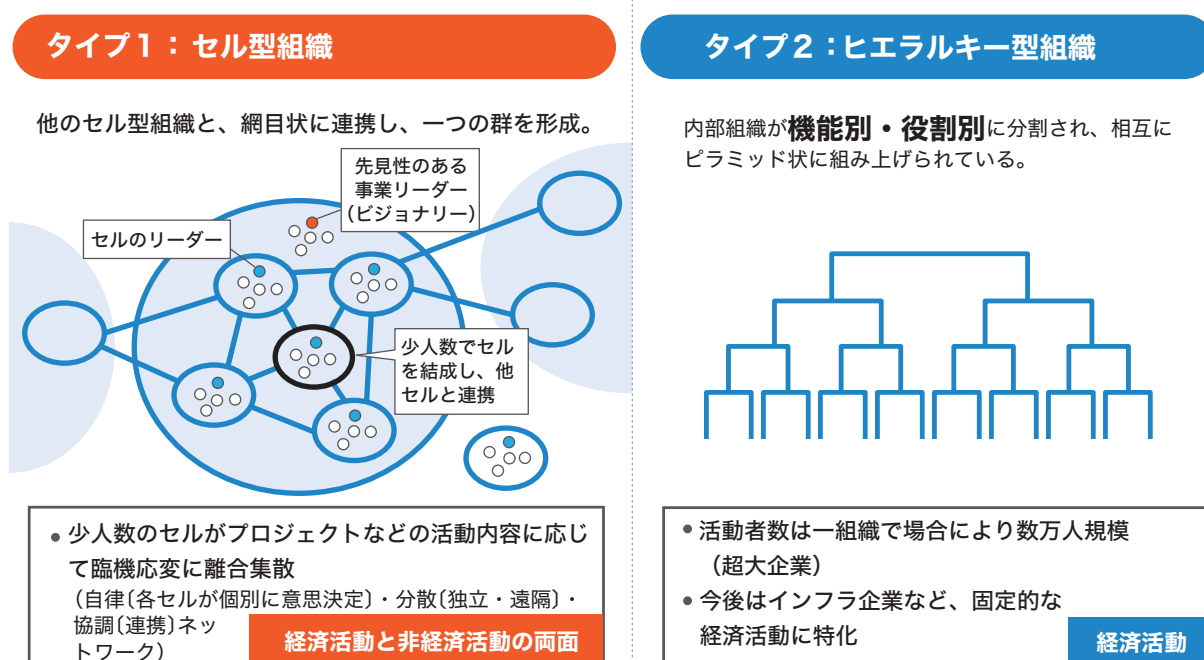 タイプ1：セル型組織
他のセル型組織と、網目状に連携し、一つの群を形成。
先見性のある
事業リーダー
（ビジョナリー）
セルのリーダー
少人数でセル
を結成し、他
セルと連携
• 少人数のセルがプロジェクトなどの活動内容に応じ
て臨機応変に離合集散
（自律〔各セルが個別に意思決定〕・分散〔独立・遠隔〕・
協調〔連携〕ネッ
トワーク）
経済活動と非経済活動の両面
タイプ2：ヒエラルキー型組織
内部組織が機能別・役割別に分割され、相互に
ピラミッド状に組み上げられている。
• 活動者数は一組織で場合により数万人規模
（超大企業）
• 今後はインフラ企業など、固定的な
経済活動に特化
経済活動